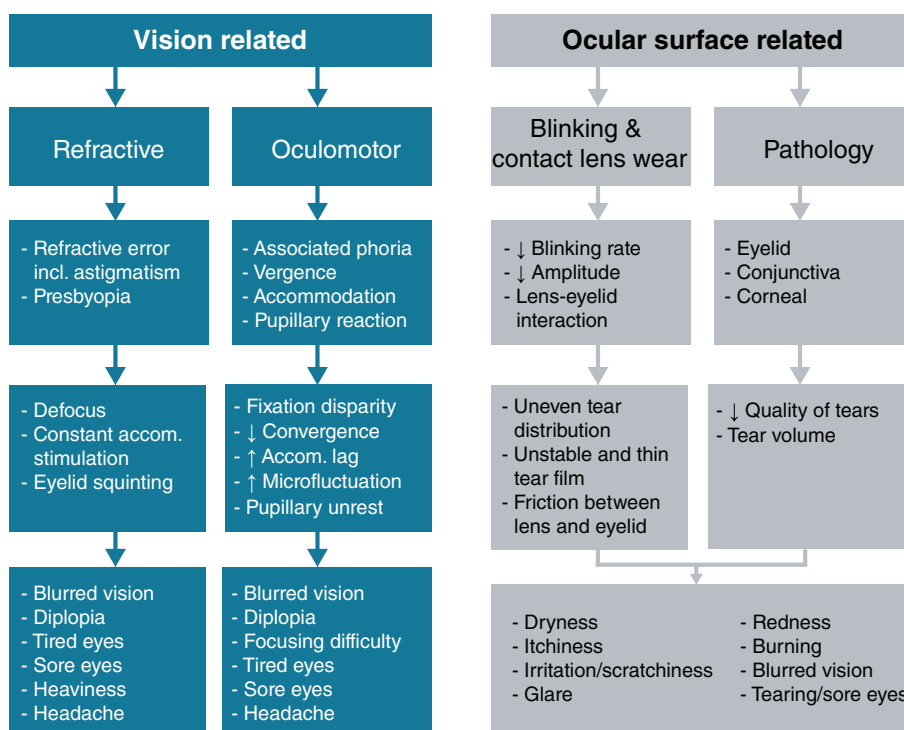 Vision related
Refractive
Oculomotor
- Refractive error
incl. astigmatism
- Presbyopia
- Associated phoria
- Vergence
- Accommodation
- Pupillary reaction
- Defocus
- Constant accom.
stimulation
- Eyelid squinting
- Fixation disparity
- ↓ Convergence
- ↑ Accom. lag
- ↑ Microfluctuation
- Pupillary unrest
- Blurred vision
- Diplopia
- Tired eyes
- Sore eyes
- Heaviness
- Headache
- Blurred vision
- Diplopia
- Focusing difficulty
- Tired eyes
- Sore eyes
- Headache
Ocular surface related
Blinking &
contact lens wear
Pathology
- ↓ Blinking rate
- ↓ Amplitude
- Lens-eyelid
interaction
- Eyelid
- Conjunctiva
- Corneal
- Uneven tear
distribution
- Unstable and thin
tear film
- Friction between
lens and eyelid
- ↓ Quality of tears
- Tear volume
- Dryness
- Itchiness
- Irritation/scratchiness
- Glare
- Redness
- Burning
- Blurred vision
- Tearing/sore eyes